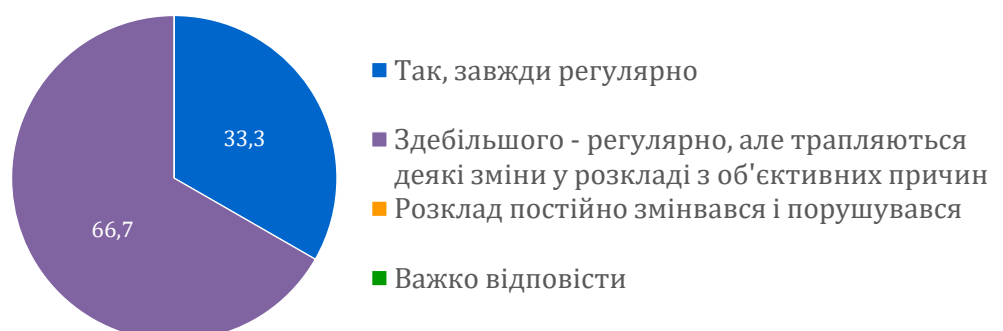 33,3
66,7
Так, завжди регулярно
Здебільшого - регулярно, але трапляються
деякі зміни у розкладі з об'єктивних причин
Розклад постійно змінвався і порушувався
Важко відповісти